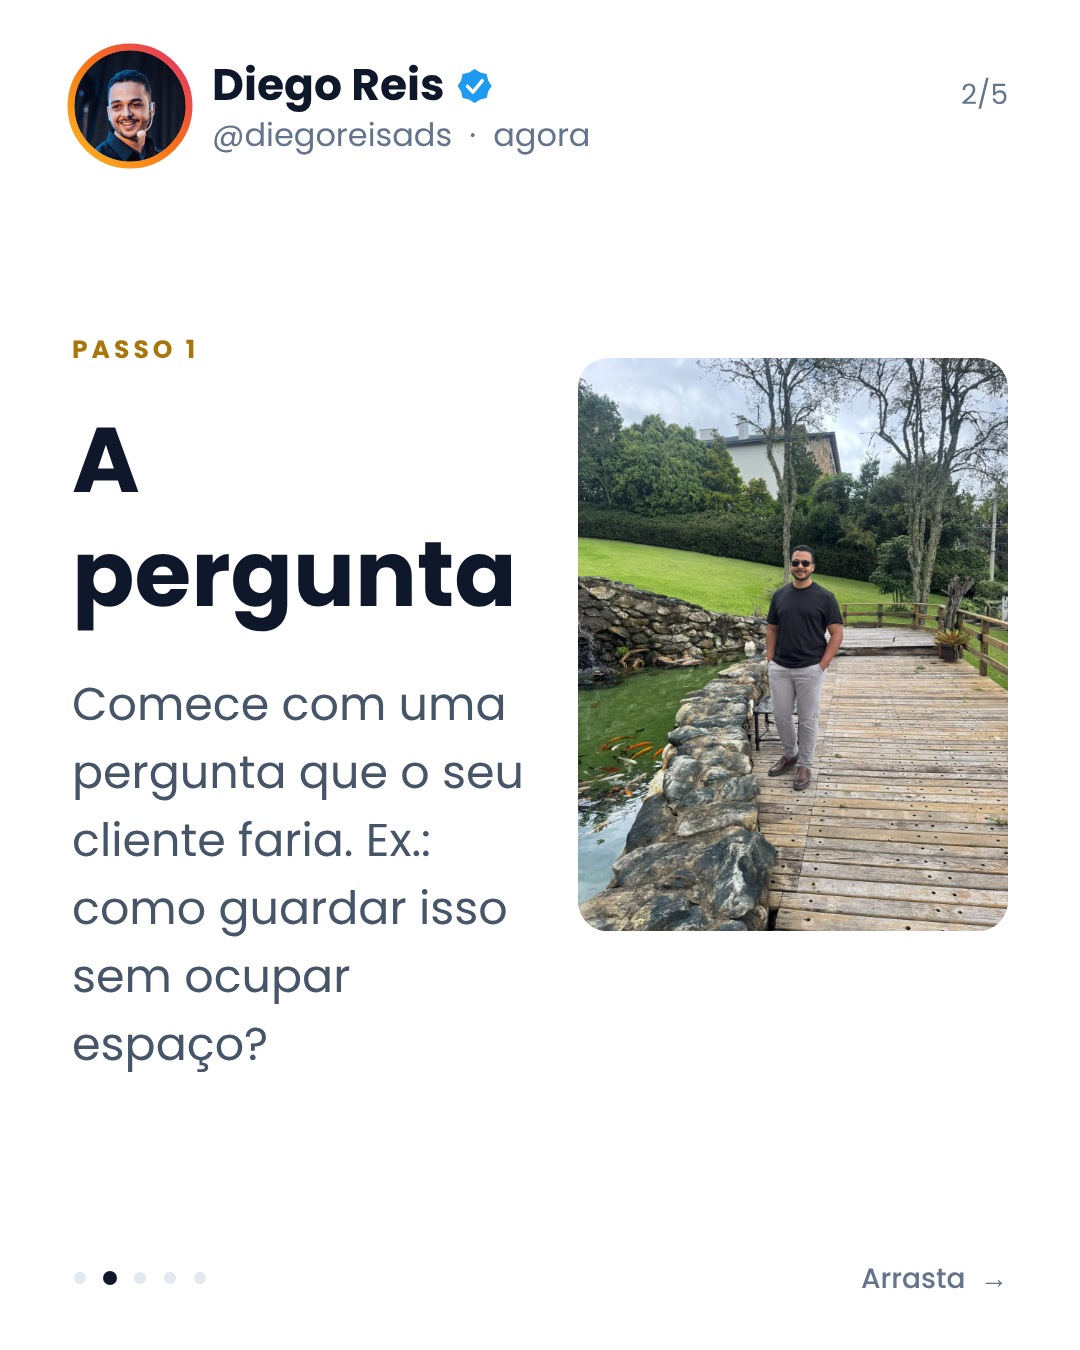 Diego Reis
@diegoreisads · agora
2/5
PASSO 1
A
pergunta
Comece com uma
pergunta que o seu
cliente faria. Ex.:
como guardar isso
sem ocupar
espaço?
Arrasta →